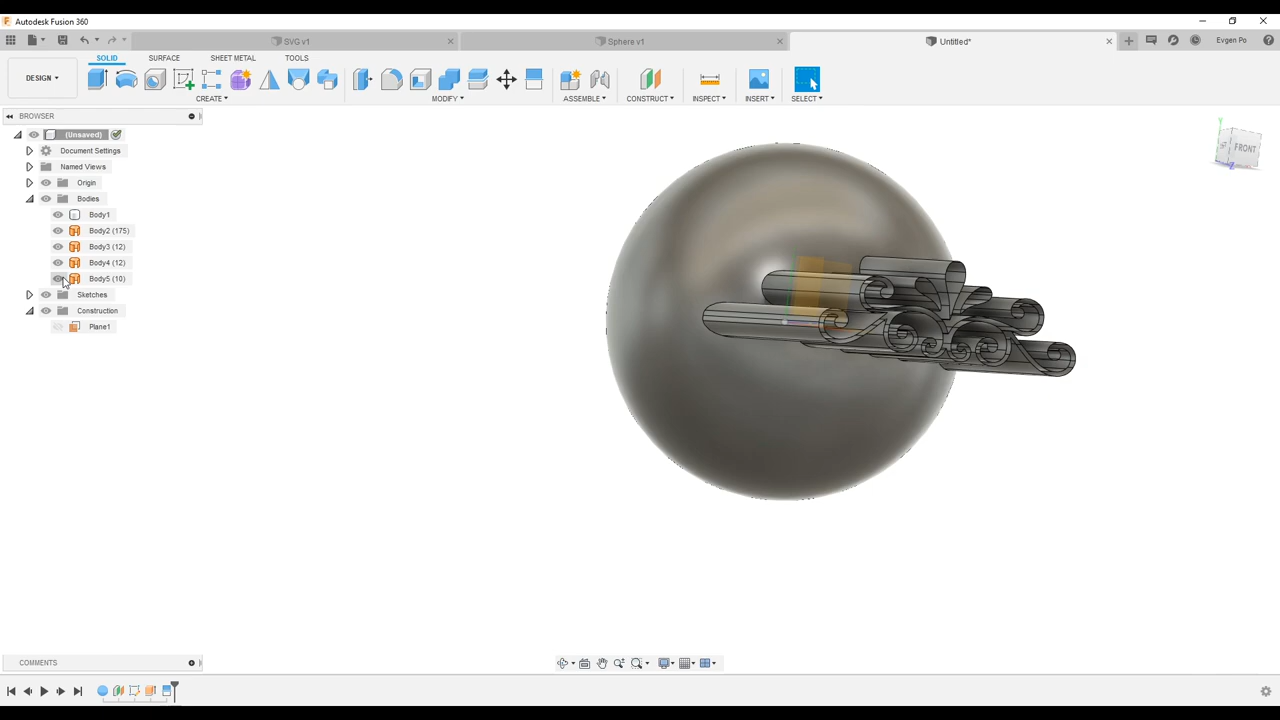 Autodesk Fusion 360
SVG v1
Sphere v1
Untitled*
Evgen Po
DESIGN
SOLID
SURFACE
SHEET METAL
TOOLS
CREATE
MODIFY
ASSEMBLE
CONSTRUCT
INSPECT
INSERT
SELECT
BROWSER
(Unsaved)
Document Settings
Named Views
Origin
Bodies
Body1
Body2 (175)
Body3 (12)
Body4 (12)
Body5 (10)
Sketches
Construction
Plane1
Y
FRONT
Z
COMMENTS